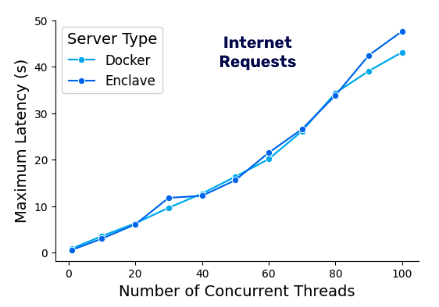 Server Type
Docker
Enclave
Internet
Requests
Maximum Latency (s)
50
40
30
20
10
0
0 20 40 60 80 100
Number of Concurrent Threads